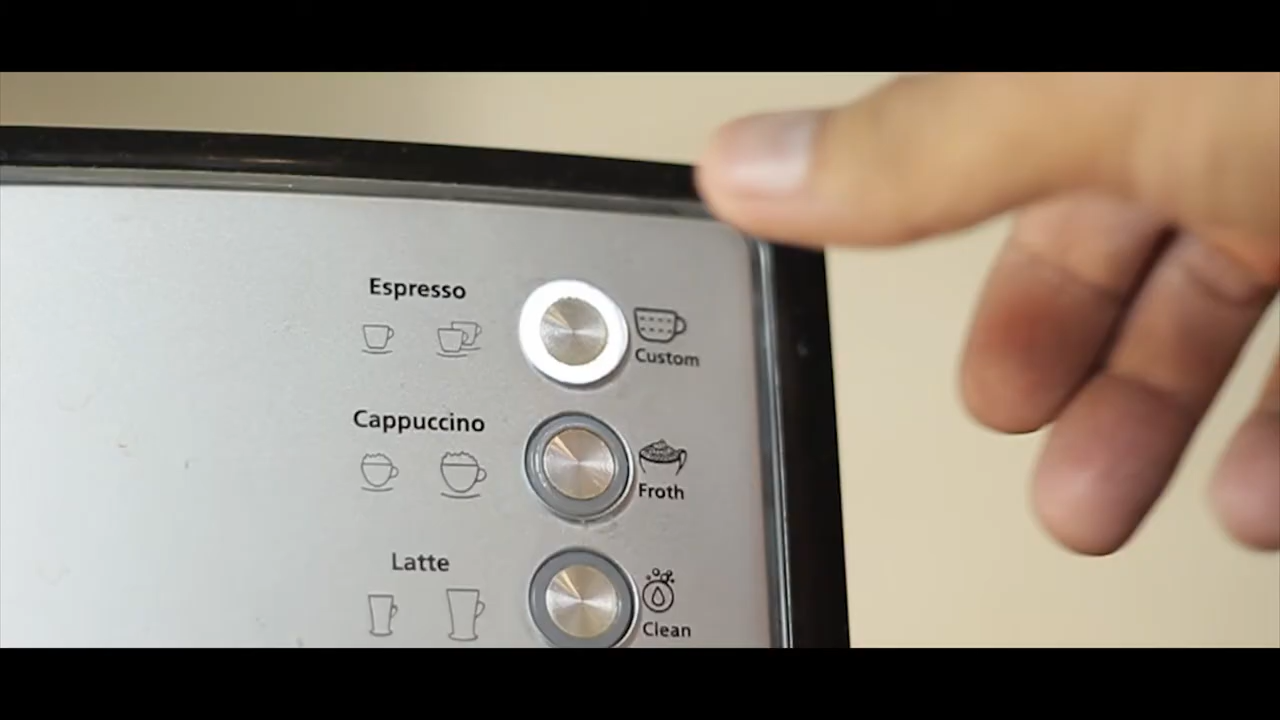 Espresso
Custom
Cappuccino
Froth
Latte
Clean